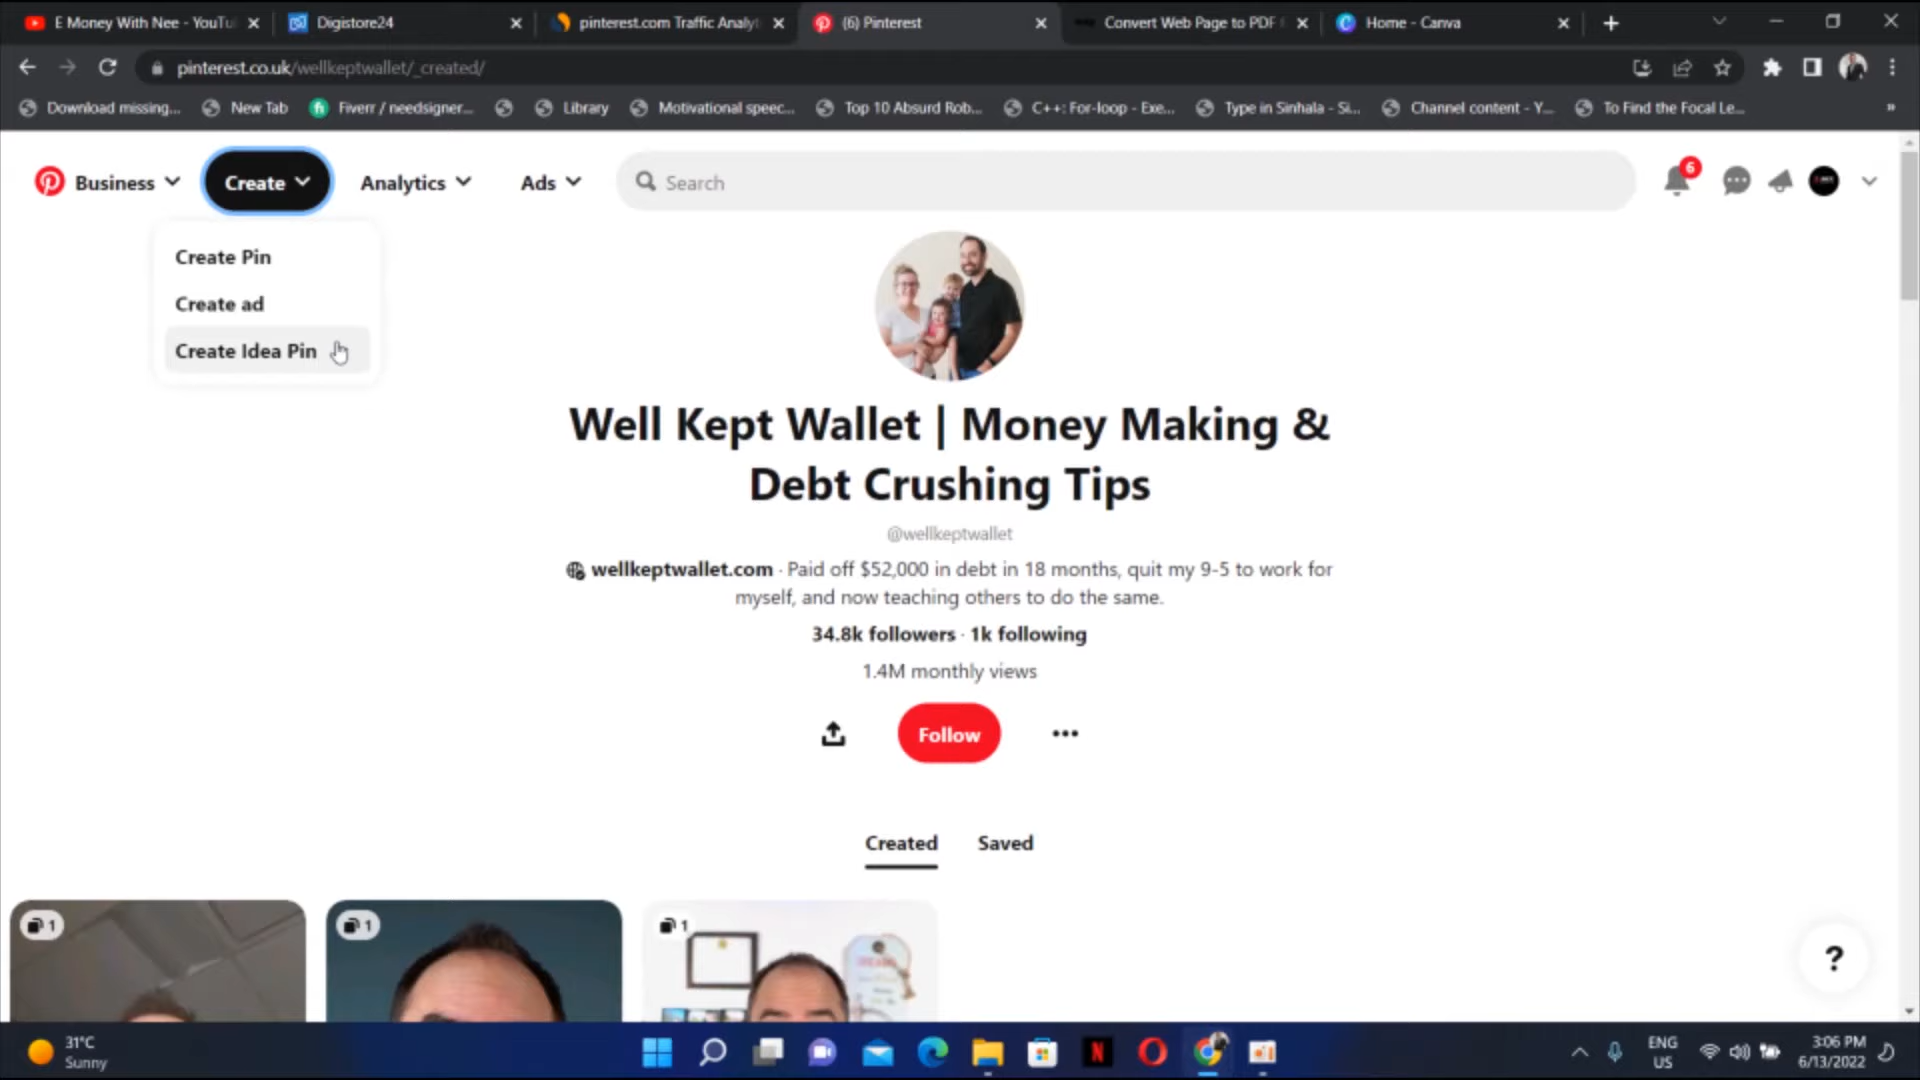 E Money With Nee - YouTu
Digistore24
pinterest.com Traffic Analyt
(6) Pinterest
Convert Web Page to PDF
Home - Canva
pinterest.co.uk/wellkeptwallet/_created/
Download missing...
New Tab
Fiverr / needsigner...
Library
Motivational speec...
Top 10 Absurd Rob...
C++: For-loop - Exe...
Type in Sinhala - Si...
Channel content - Y...
To Find the Focal Le...
Business
Create
Analytics
Ads
Search
6
Create Pin
Create ad
Create Idea Pin
Well Kept Wallet | Money Making &
Debt Crushing Tips
@wellkeptwallet
wellkeptwallet.com · Paid off $52,000 in debt in 18 months, quit my 9-5 to work for
myself, and now teaching others to do the same.
34.8k followers · 1k following
1.4M monthly views
Follow
Created
Saved
1
1
1
?
31°C
Sunny
ENG
US
3:06 PM
6/13/2022